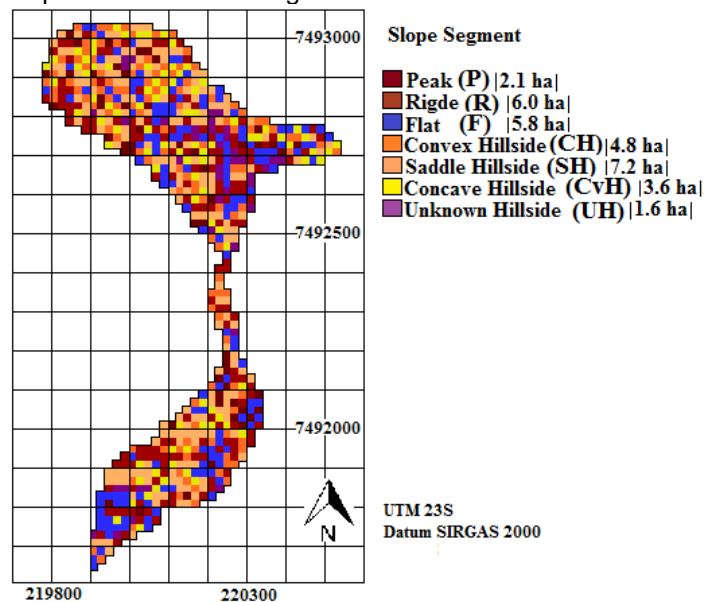 7493000
7492500
7492000
219800 220300
Slope Segment
Peak (P) |2.1 ha|
Rigde (R) |6.0 ha|
Flat (F) |5.8 ha|
Convex Hillside (CH) |4.8 ha|
Saddle Hillside (SH) |7.2 ha|
Concave Hillside (CvH) |3.6 ha|
Unknown Hillside (UH) |1.6 ha|
N
UTM 23S
Datum SIRGAS 2000